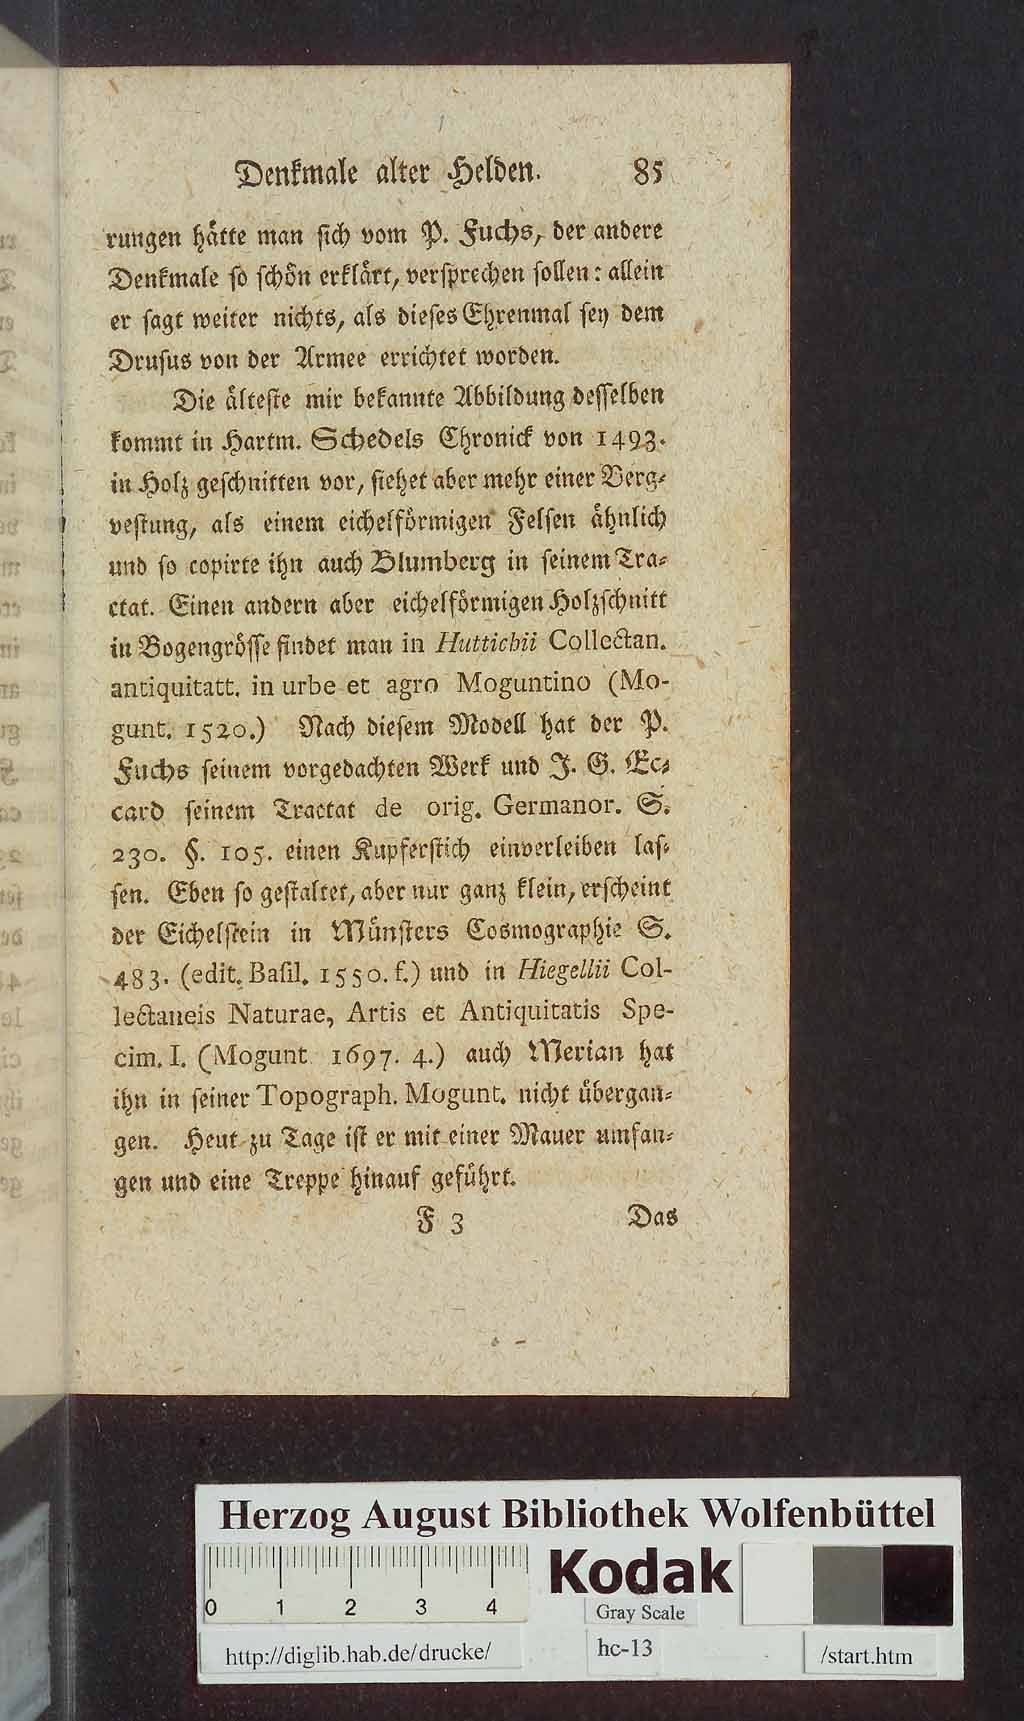 Denkmale alter Helden. 85
rungen hätte man sich vom P. Fuchs, der andere
Denkmale so schön erklärt, versprechen sollen: allein
er sagt weiter nichts, als dieses Ehrenmal sey dem
Drusus von der Armee errichtet worden.
Die älteste mir bekannte Abbildung desselben
kommt in Hartm. Schedels Chronick von 1493.
in Holz geschnitten vor, siehet aber mehr einer Berg-
vestung, als einem eichelförmigen Felsen ähnlich
und so copirte ihn auch Blumberg in seinem Tra-
ctat. Einen andern aber eichelförmigen Holzschnitt
in Bogengrösse findet man in Huttichii Collectan.
antiquitatt. in urbe et agro Moguntino (Mo-
gunt. 1520.) Nach diesem Modell hat der P.
Fuchs seinem vorgedachten Werk und J. G. Ec-
card seinem Tractat de orig. Germanor. S.
230. §. 105. einen Kupferstich einverleiben las-
sen. Eben so gestaltet, aber nur ganz klein, erscheint
der Eichelstein in Münsters Cosmographie S.
483. (edit. Basil. 1550. f.) und in Hiegellii Col-
lectaneis Naturae, Artis et Antiquitatis Spe-
cim. I. (Mogunt 1697. 4.) auch Merian hat
ihn in seiner Topograph. Mogunt. nicht übergan-
gen. Heut zu Tage ist er mit einer Mauer umfan-
gen und eine Treppe hinauf geführt.
F 3 Das
Herzog August Bibliothek Wolfenbüttel
Kodak
0 1 2 3 4
Gray Scale
http://diglib.hab.de/drucke/ hc-13 /start.htm